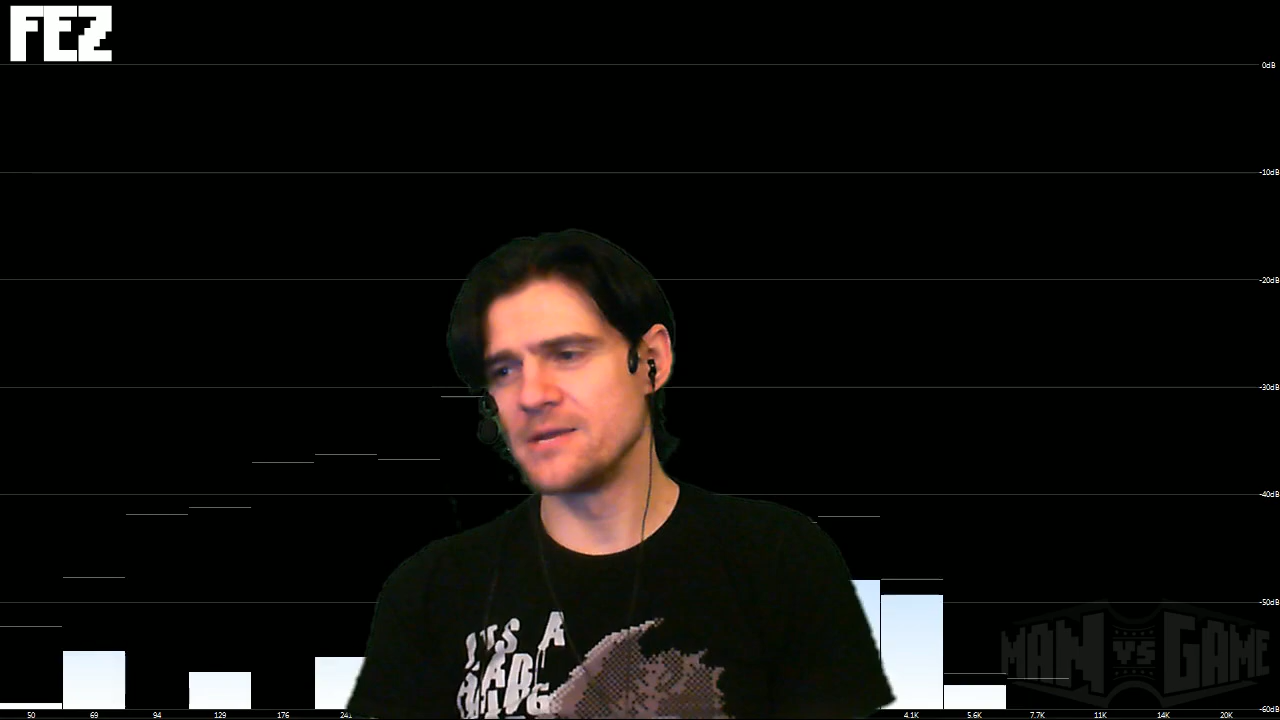 FEZ
0dB
-10dB
-20dB
-30dB
-40dB
-50dB
-60dB
IT'S A
MAN VS GAME
50 69 94 129 176 241 4.1K 5.6K 7.7K 11K 14K 20K